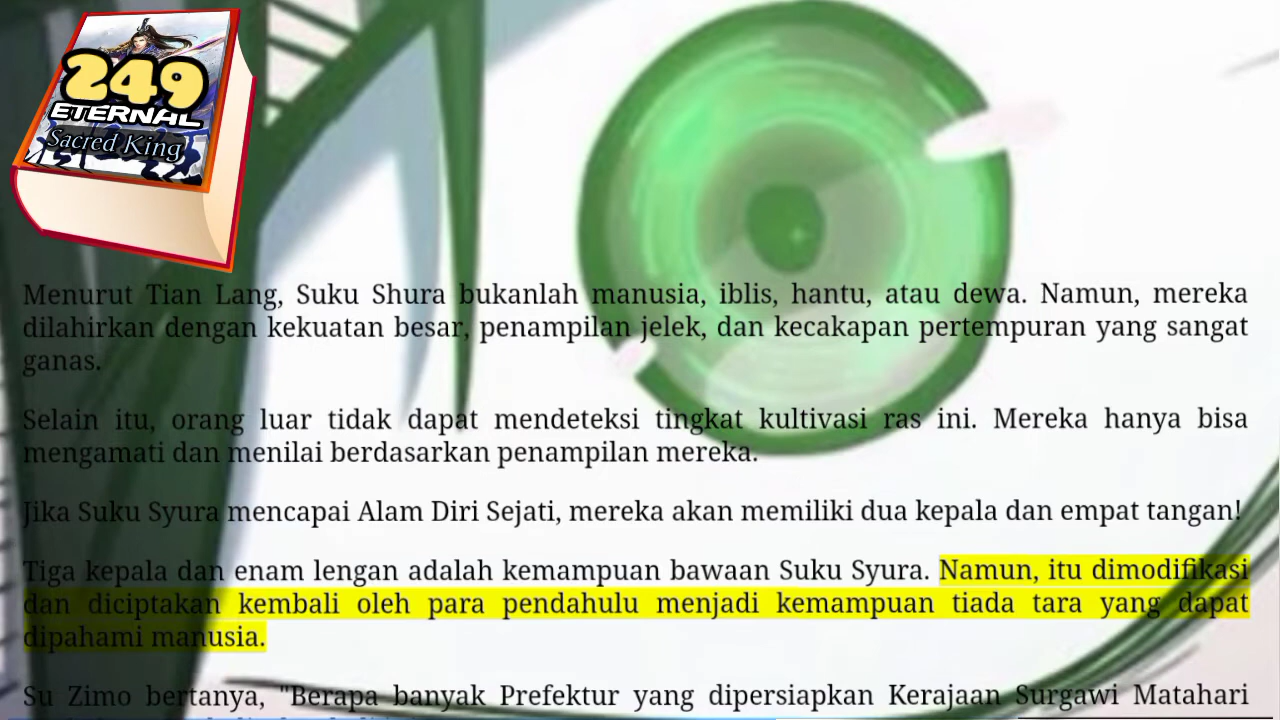 249
ETERNAL
Sacred King
Menurut Tian Lang, Suku Shura bukanlah manusia, iblis, hantu, atau dewa. Namun, mereka
dilahirkan dengan kekuatan besar, penampilan jelek, dan kecakapan pertempuran yang sangat
ganas.
Selain itu, orang luar tidak dapat mendeteksi tingkat kultivasi ras ini. Mereka hanya bisa
mengamati dan menilai berdasarkan penampilan mereka.
Jika Suku Syura mencapai Alam Diri Sejati, mereka akan memiliki dua kepala dan empat tangan!
Tiga kepala dan enam lengan adalah kemampuan bawaan Suku Syura. Namun, itu dimodifikasi
dan diciptakan kembali oleh para pendahulu menjadi kemampuan tiada tara yang dapat
dipahami manusia.
Su Zimo bertanya, "Berapa banyak Prefektur yang dipersiapkan Kerajaan Surgawi Matahari